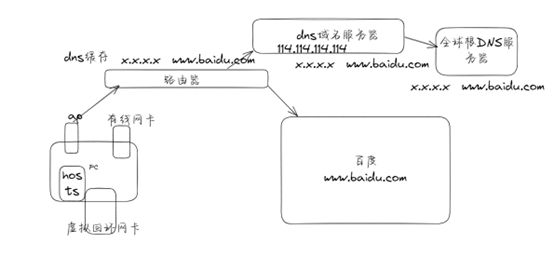 dns域名服务器
114.114.114.114
全球根DNS服
务器
dns缓存 x.x.x.x www.baidu.com
x.x.x.x www.baidu.com
路由器
x.x.x.x www.baidu.com
有线网卡
百度
www.baidu.com
PC
hos
ts
虚拟回环网卡